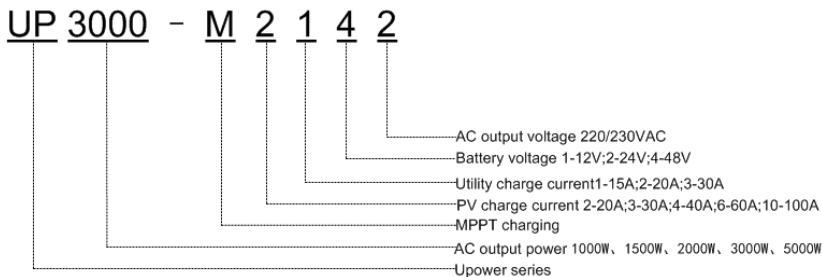 UP 3000 - M 2 1 4 2
AC output voltage 220/230VAC
Battery voltage 1-12V;2-24V;4-48V
Utility charge current1-15A;2-20A;3-30A
PV charge current 2-20A;3-30A;4-40A;6-60A;10-100A
MPPT charging
AC output power 1000W、1500W、2000W、3000W、5000W
Upower series